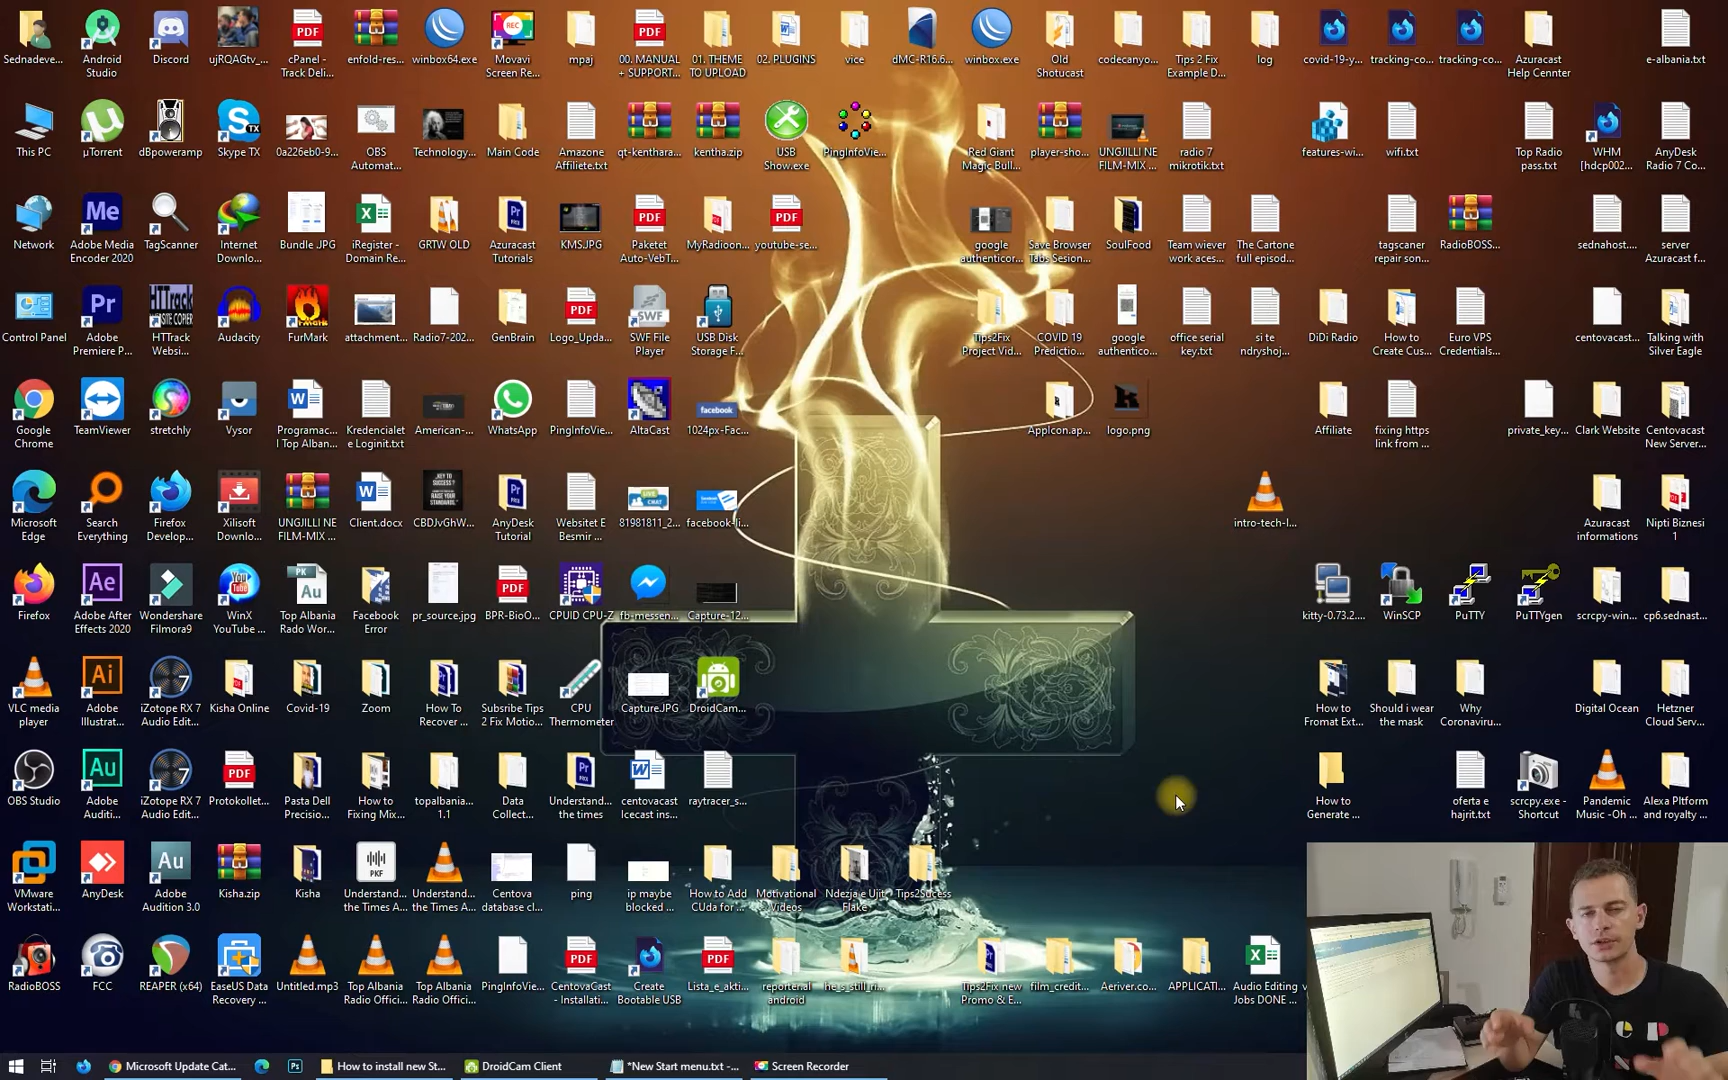 Sednadeve...
Android
Studio
Discord
ujRQAGtv_...
cPanel -
Track Deli...
enfold-res...
winbox64.exe
Movavi
Screen Re...
mpaj
00. MANUAL
+ SUPPORT...
01. THEME
TO UPLOAD
02. PLUGINS
vice
dMC-R16.6...
winbox.exe
Old
Shotucast
codecanyo...
Tips 2 Fix
Example D...
log
covid-19-y...
tracking-co...
tracking-co...
Azuracast
Help Cennter
e-albania.txt
This PC
µTorrent
dBpoweramp
Skype TX
0a226eb0-9...
OBS
Automat...
Technology...
Main Code
Amazone
Affiliete.txt
qt-kenthara...
kentha.zip
USB
Show.exe
PingInfoVie...
Red Giant
Magic Bull...
player-sho...
UNGJILLI NE
FILM-MIX ...
radio 7
mikrotik.txt
features-wi...
wifi.txt
Top Radio
pass.txt
WHM
[hdcp002...
AnyDesk
Radio 7 Co...
Network
Adobe Media
Encoder 2020
TagScanner
Internet
Downlo...
Bundle.JPG
iRegister -
Domain Re...
GRTW OLD
Azuracast
Tutorials
KMS.JPG
Paketet
Auto-VebT...
MyRadioon...
youtube-se...
google
authenticor...
Save Browser
Tabs Sesion...
SoulFood
Team wiever
work aces...
The Cartone
full episod...
tagscaner
repair son...
RadioBOSS...
sednahost....
server
Azuracast f...
Control Panel
Adobe
Premiere P...
HTTrack
Websi...
Audacity
FurMark
attachment...
Radio7-202...
GenBrain
Logo_Upda...
SWF File
Player
USB Disk
Storage F...
Tips2Fix
Project Vid...
COVID 19
Predictio...
google
authentico...
office serial
key.txt
si te
ndryshoj...
DiDi Radio
How to
Create Cus...
Euro VPS
Credentials...
centovacast...
Talking with
Silver Eagle
Google
Chrome
TeamViewer
stretchly
Vysor
Programac...
l Top Alban...
Kredencialet
e Loginit.txt
American-...
WhatsApp
PingInfoVie...
AltaCast
facebook
1024px-Fac...
AppIcon.ap...
logo.png
Affiliate
fixing https
link from ...
private_key...
Clark Website
Centovacast
New Server...
Microsoft
Edge
Search
Everything
Firefox
Develop...
Xilisoft
Downlo...
UNGJILLI NE
FILM-MIX ...
Client.docx
CBDJvGhW...
AnyDesk
Tutorial
Websitet E
Besmir ...
81981811_2...
facebook-li...
intro-tech-l...
Azuracast
informations
Nipti Biznesi
1
Firefox
Adobe After
Effects 2020
Wondershare
Filmora9
WinX
YouTube ...
Top Albania
Rado Wor...
Facebook
Error
pr_source.jpg
BPR-BioO...
CPUID CPU-Z
fb-messen...
Capture-12...
kitty-0.73.2...
WinSCP
PuTTY
PuTTYgen
scrcpy-win...
cp6.sednast...
VLC media
player
Adobe
Illustrat...
iZotope RX 7
Audio Edit...
Kisha Online
Covid-19
Zoom
How To
Recover ...
Subsribe Tips
2 Fix Motio...
CPU
Thermometer
Capture.JPG
DroidCam...
How to
Fromat Ext...
Should i wear
the mask
Why
Coronaviru...
Digital Ocean
Hetzner
Cloud Serv...
OBS Studio
Adobe
Auditi...
iZotope RX 7
Audio Edit...
Protokollet...
Pasta Dell
Precisio...
How to
Fixing Mix...
topalbania...
1.1
Data
Collect...
Understand...
the times
centovacast
Icecast ins...
raytracer_s...
How to
Generate ...
oferta e
hajrit.txt
scrcpy.exe -
Shortcut
Pandemic
Music -Oh ...
Alexa Pltform
and royalty ...
VMware
Workstati...
AnyDesk
Adobe
Audition 3.0
Kisha.zip
Kisha
Understand...
the Times A...
Understand...
the Times A...
Centova
database cl...
ping
ip maybe
blocked ...
How to Add
CUda for ...
Motivational
Videos
Ndezja e Ujit
Flake
Tips2Sucess
RadioBOSS
FCC
REAPER (x64)
EaseUS Data
Recovery ...
Untitled.mp3
Top Albania
Radio Offici...
Top Albania
Radio Offici...
PingInfoVie...
CentovaCast
- Installati...
Create
Bootable USB
Lista_e_akti...
reporterial
android
he_s_still_ri...
Tips2Fix new
Promo & E...
film_credit...
Aeriver.co...
APPLICATI...
Audio Editing
Jobs DONE ...
Microsoft Update Cat...
How to install new St...
DroidCam Client
*New Start menu.txt -...
Screen Recorder